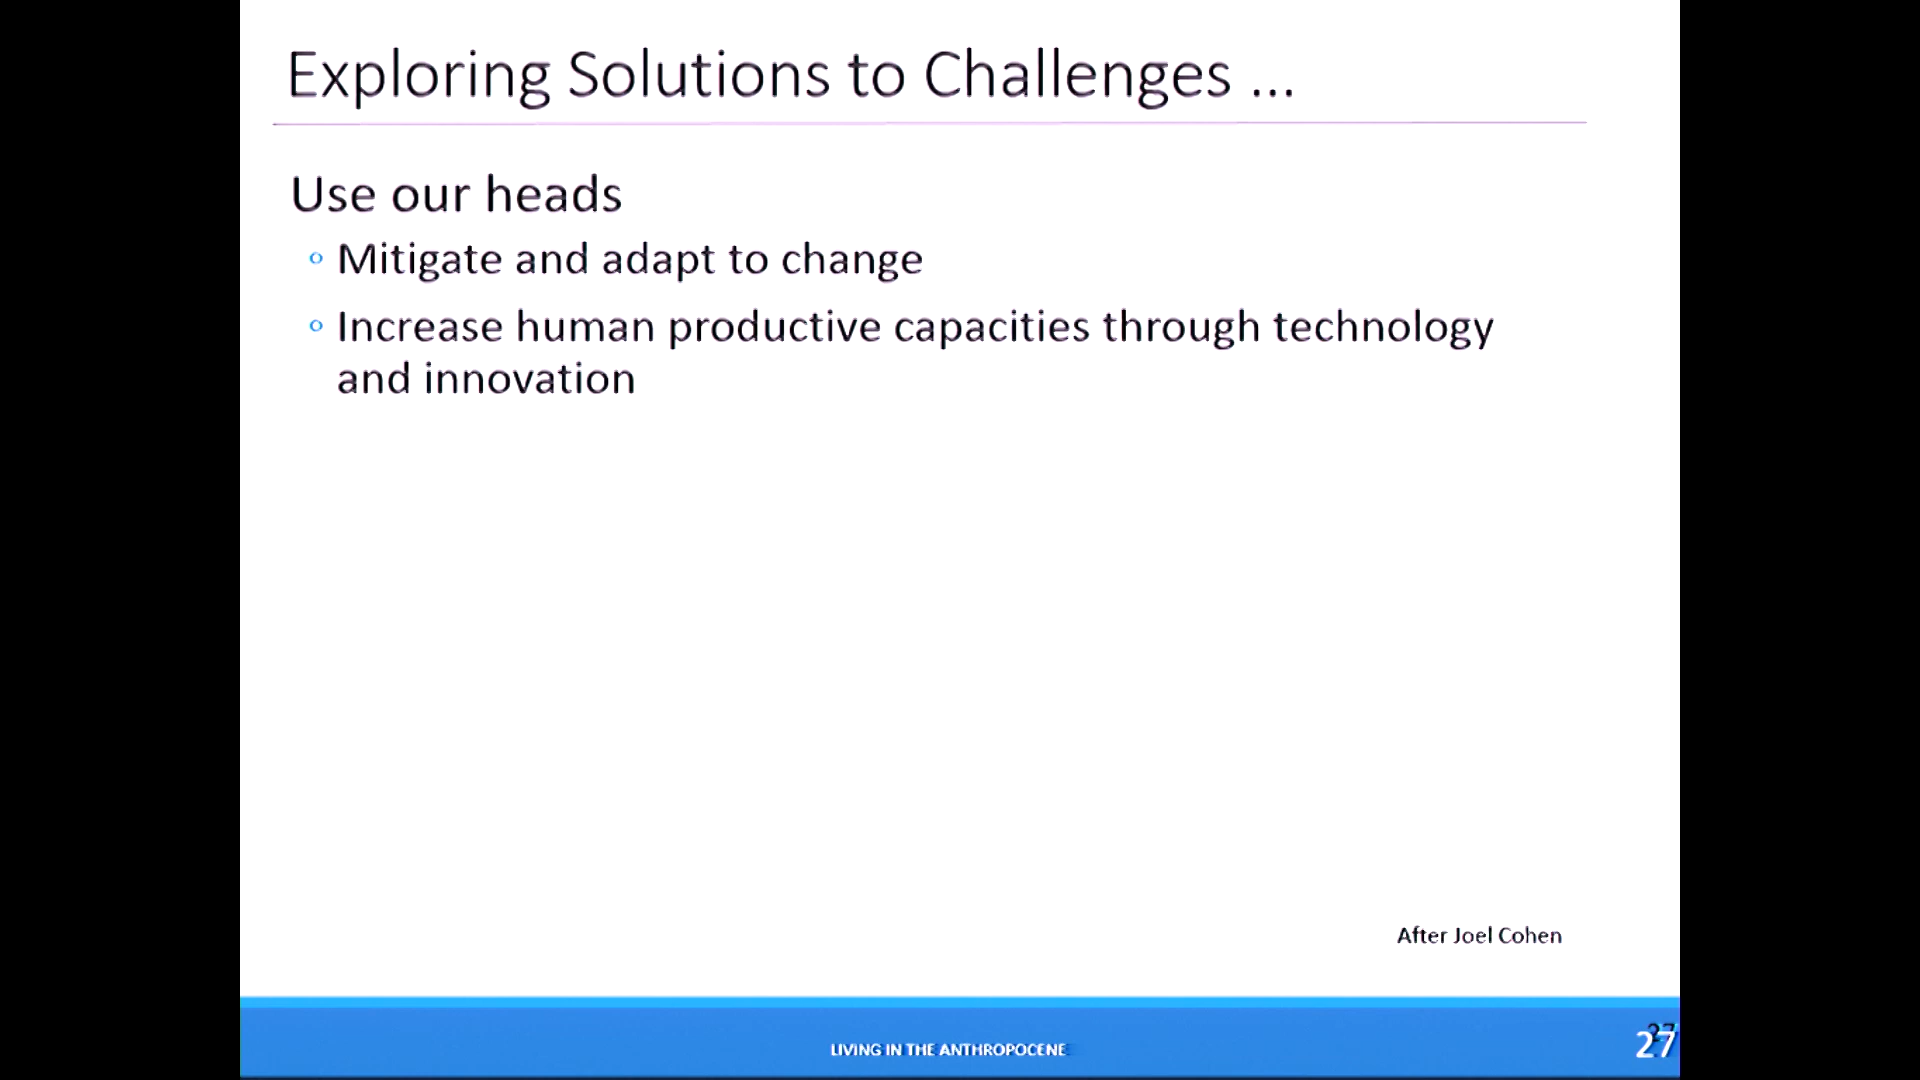 Exploring Solutions to Challenges ...
Use our heads
Mitigate and adapt to change
Increase human productive capacities through technology
and innovation
After Joel Cohen
LIVING IN THE ANTHROPOCENE
27
27